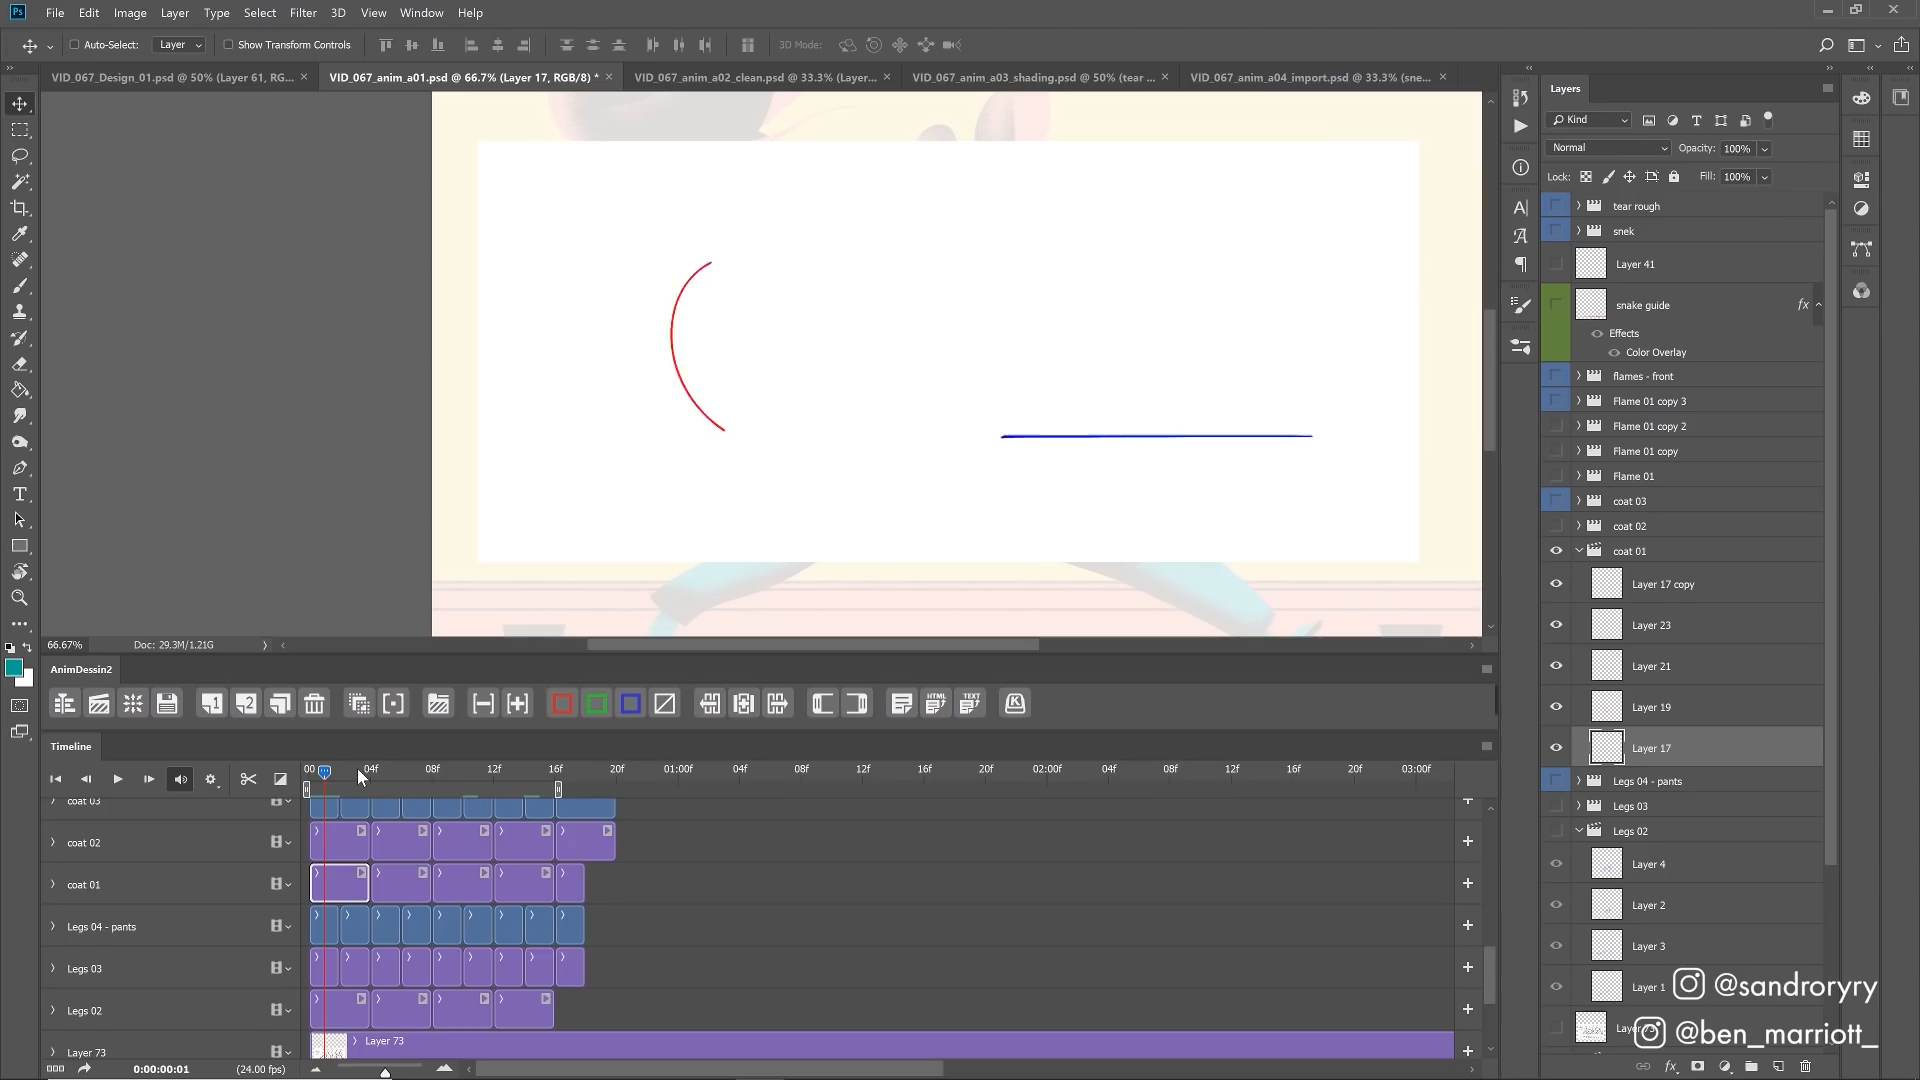 Ps File Edit Image Layer Type Select Filter 3D View Window Help
Auto-Select: Layer Show Transform Controls 3D Mode:
VID_067_Design_01.psd @ 50% (Layer 61, RG... × VID_067_anim_a01.psd @ 66.7% (Layer 17, RGB/8) * × VID_067_anim_a02_clean.psd @ 33.3% (Layer... × VID_067_anim_a03_shading.psd @ 50% (tear ... × VID_067_anim_a04_import.psd @ 33.3% (sne... ×
Layers
Kind
Normal Opacity: 100%
Lock: Fill: 100%
tear rough
snek
Layer 41
snake guide fx
Effects
Color Overlay
flames - front
Flame 01 copy 3
Flame 01 copy 2
Flame 01 copy
Flame 01
coat 03
coat 02
coat 01
Layer 17 copy
Layer 23
Layer 21
Layer 19
Layer 17
Legs 04 - pants
Legs 03
Legs 02
Layer 4
Layer 2
Layer 3
Layer 1
@sandroryry
@ben_marriott_
66.67% Doc: 29.3M/1.21G
AnimDessin2
1 2 HTML TEXT K
Timeline
00 04f 08f 12f 16f 20f 01:00f 04f 08f 12f 16f 20f 02:00f 04f 08f 12f 16f 20f 03:00f
coat 03
coat 02
coat 01
Legs 04 - pants
Legs 03
Legs 02
Layer 73 Layer 73
0:00:00:01 (24.00 fps)